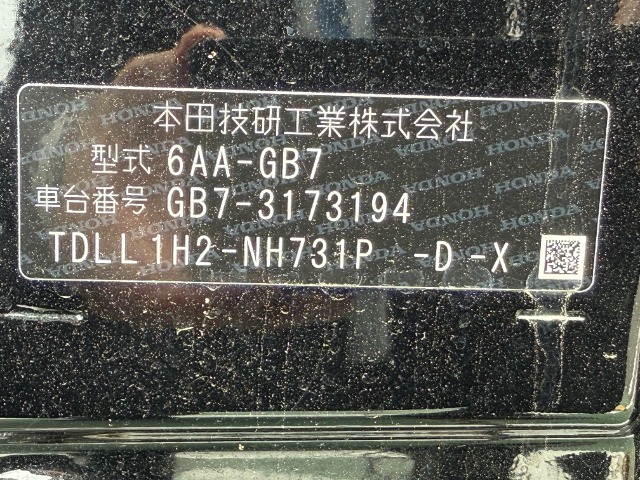 本田技研工業株式会社
型式 6AA-GB7
車台番号 GB7-3173194
TDLL1H2-NH731P -D-X